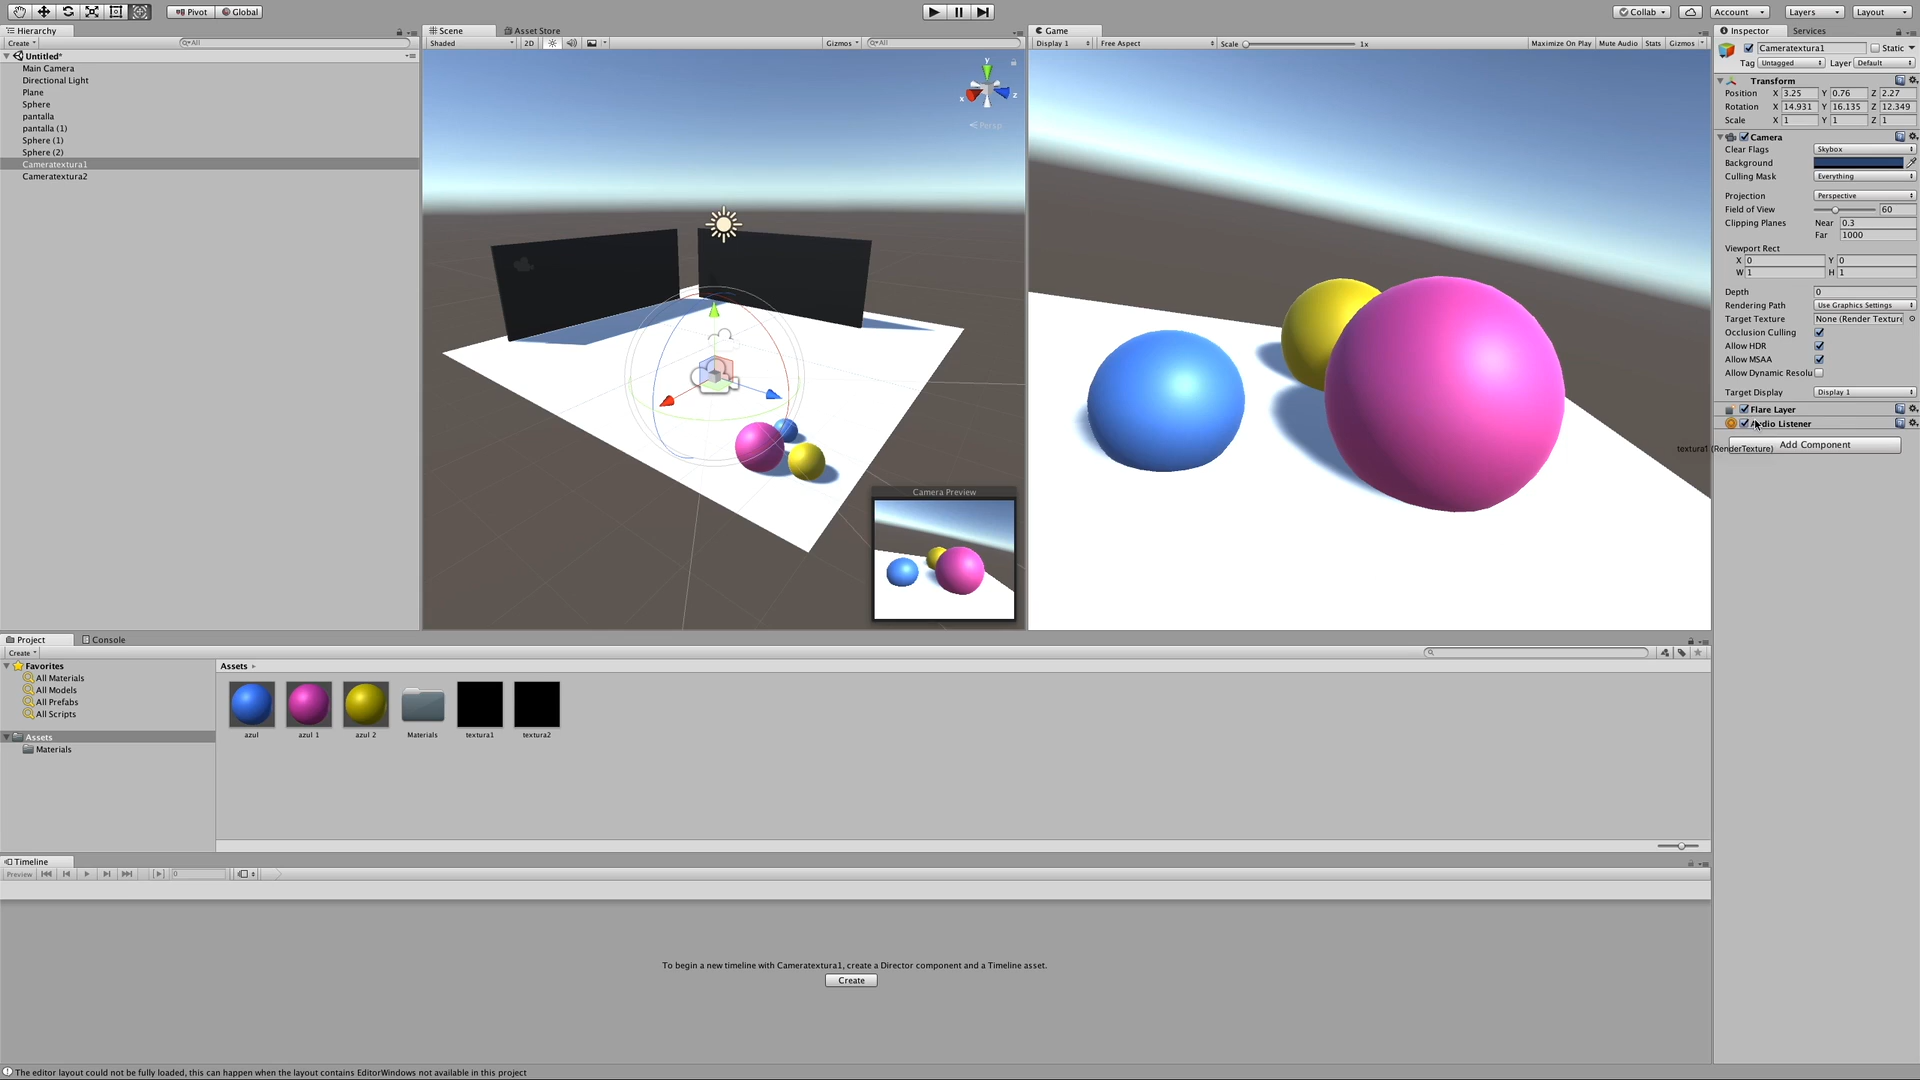 Pivot Global
Collab Account Layers Layout
Hierarchy
Create All
Untitled*
Main Camera
Directional Light
Plane
Sphere
pantalla
pantalla (1)
Sphere (1)
Sphere (2)
Cameratextura1
Cameratextura2
Scene Asset Store
Shaded 2D Gizmos All
y
x
z
Persp
Camera Preview
Game
Display 1 Free Aspect Scale 1x Maximize On Play Mute Audio Stats Gizmos
Inspector Services
Cameratextura1 Static
Tag Untagged Layer Default
Transform
Position X 3.25 Y 0.76 Z 2.27
Rotation X 14.931 Y 16.135 Z 12.349
Scale X 1 Y 1 Z 1
Camera
Clear Flags Skybox
Background
Culling Mask Everything
Projection Perspective
Field of View 60
Clipping Planes Near 0.3
Far 1000
Viewport Rect
X 0 Y 0
W 1 H 1
Depth 0
Rendering Path Use Graphics Settings
Target Texture None (Render Texture
Occlusion Culling
Allow HDR
Allow MSAA
Allow Dynamic Resolu
Target Display Display 1
Flare Layer
Audio Listener
textura1 (RenderTexture)
Add Component
Project Console
Create
Favorites
All Materials
All Models
All Prefabs
All Scripts
Assets
Materials
Assets
azul azul 1 azul 2 Materials textura1 textura2
Timeline
Preview 0
To begin a new timeline with Cameratextura1, create a Director component and a Timeline asset.
Create
The editor layout could not be fully loaded, this can happen when the layout contains EditorWindows not available in this project